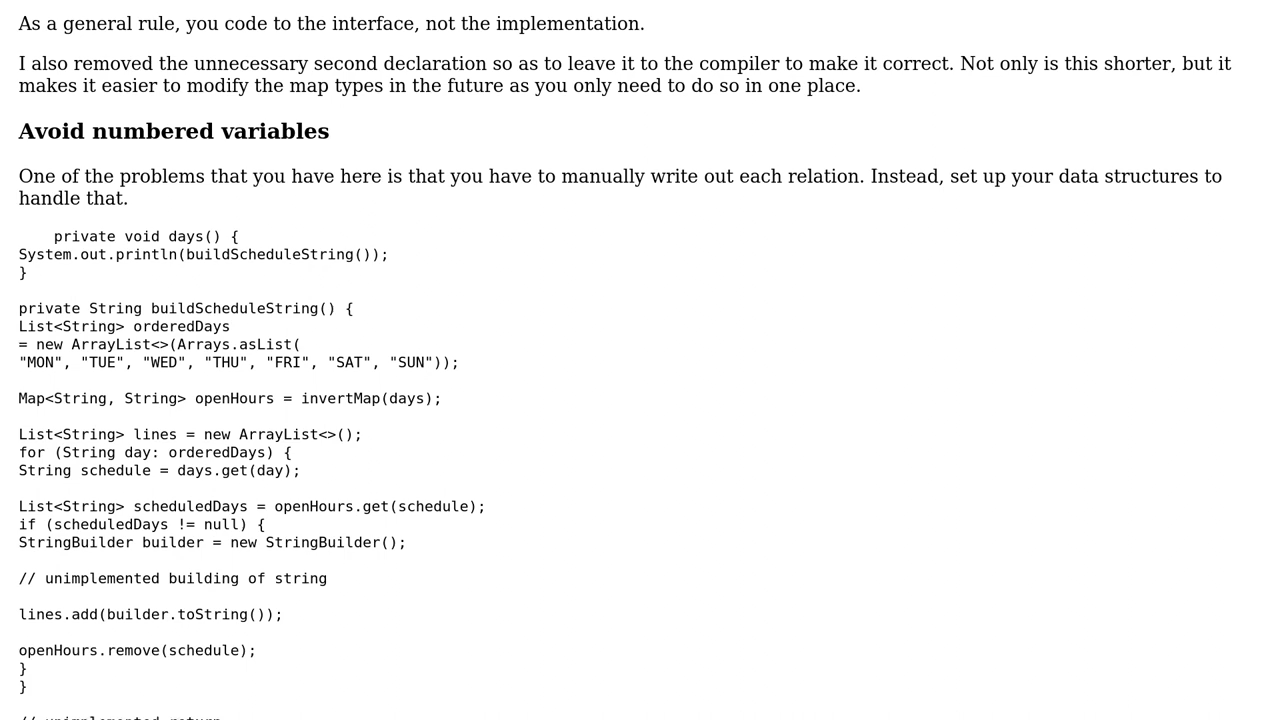 As a general rule, you code to the interface, not the implementation.
I also removed the unnecessary second declaration so as to leave it to the compiler to make it correct. Not only is this shorter, but it
makes it easier to modify the map types in the future as you only need to do so in one place.
Avoid numbered variables
One of the problems that you have here is that you have to manually write out each relation. Instead, set up your data structures to
handle that.
private void days() {
System.out.println(buildScheduleString());
}
private String buildScheduleString() {
List<String> orderedDays
= new ArrayList<>(Arrays.asList(
"MON", "TUE", "WED", "THU", "FRI", "SAT", "SUN"));
Map<String, String> openHours = invertMap(days);
List<String> lines = new ArrayList<>();
for (String day: orderedDays) {
String schedule = days.get(day);
List<String> scheduledDays = openHours.get(schedule);
if (scheduledDays != null) {
StringBuilder builder = new StringBuilder();
// unimplemented building of string
lines.add(builder.toString());
openHours.remove(schedule);
}
}